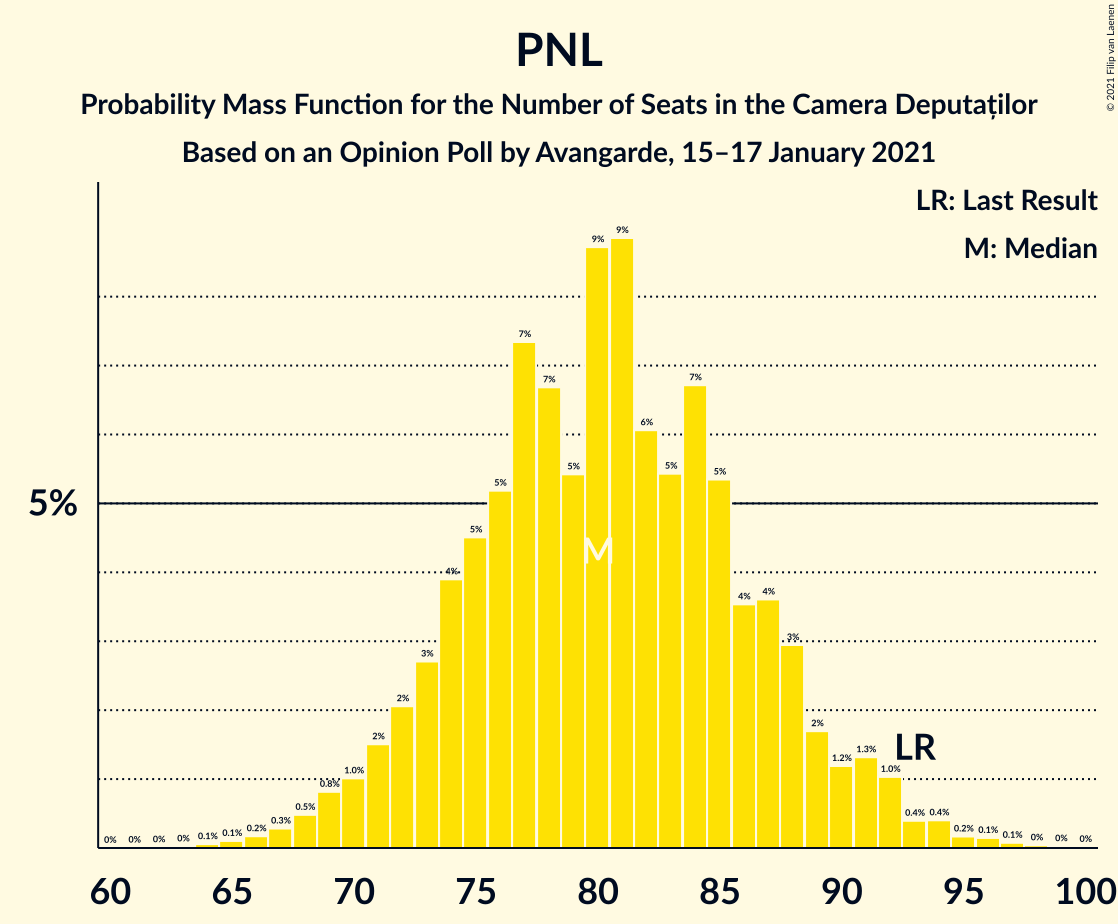 PNL
Probability Mass Function for the Number of Seats in the Camera Deputaților
Based on an Opinion Poll by Avangarde, 15–17 January 2021
© 2021 Filip van Laenen
LR: Last Result
M: Median
5%
0% 0% 0% 0% 0.1% 0.1% 0.2% 0.3% 0.5% 0.8% 1.0% 2% 2% 3% 4% 5% 5% 7% 7% 5% 9% 9% 6% 5% 7% 5% 4% 4% 3% 2% 1.2% 1.3% 1.0% 0.4% 0.4% 0.2% 0.1% 0.1% 0% 0% 0%
M
LR
60 65 70 75 80 85 90 95 100